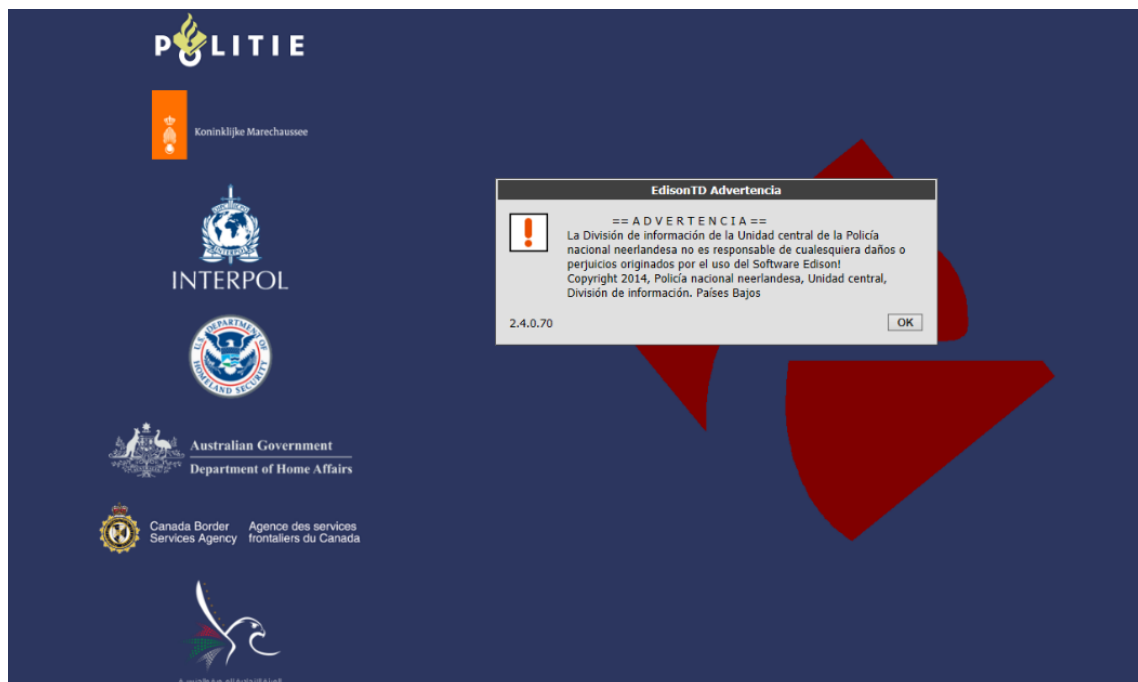 POLITIE
Koninklijke Marechaussee
INTERPOL
U.S. DEPARTMENT OF HOMELAND SECURITY
Australian Government
Department of Home Affairs
Canada Border Agence des services
Services Agency frontaliers du Canada
EdisonTD Advertencia
== A D V E R T E N C I A ==
La División de información de la Unidad central de la Policía
nacional neerlandesa no es responsable de cualesquiera daños o
perjuicios originados por el uso del Software Edison!
Copyright 2014, Policía nacional neerlandesa, Unidad central,
División de información. Países Bajos
2.4.0.70
OK